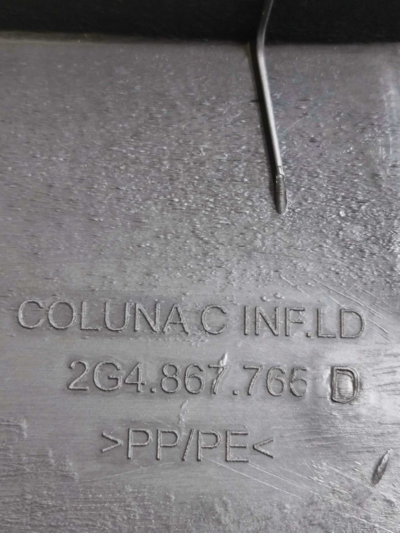 COLUNA C INF.LD
2G4.867.765 D
>PP/PE<